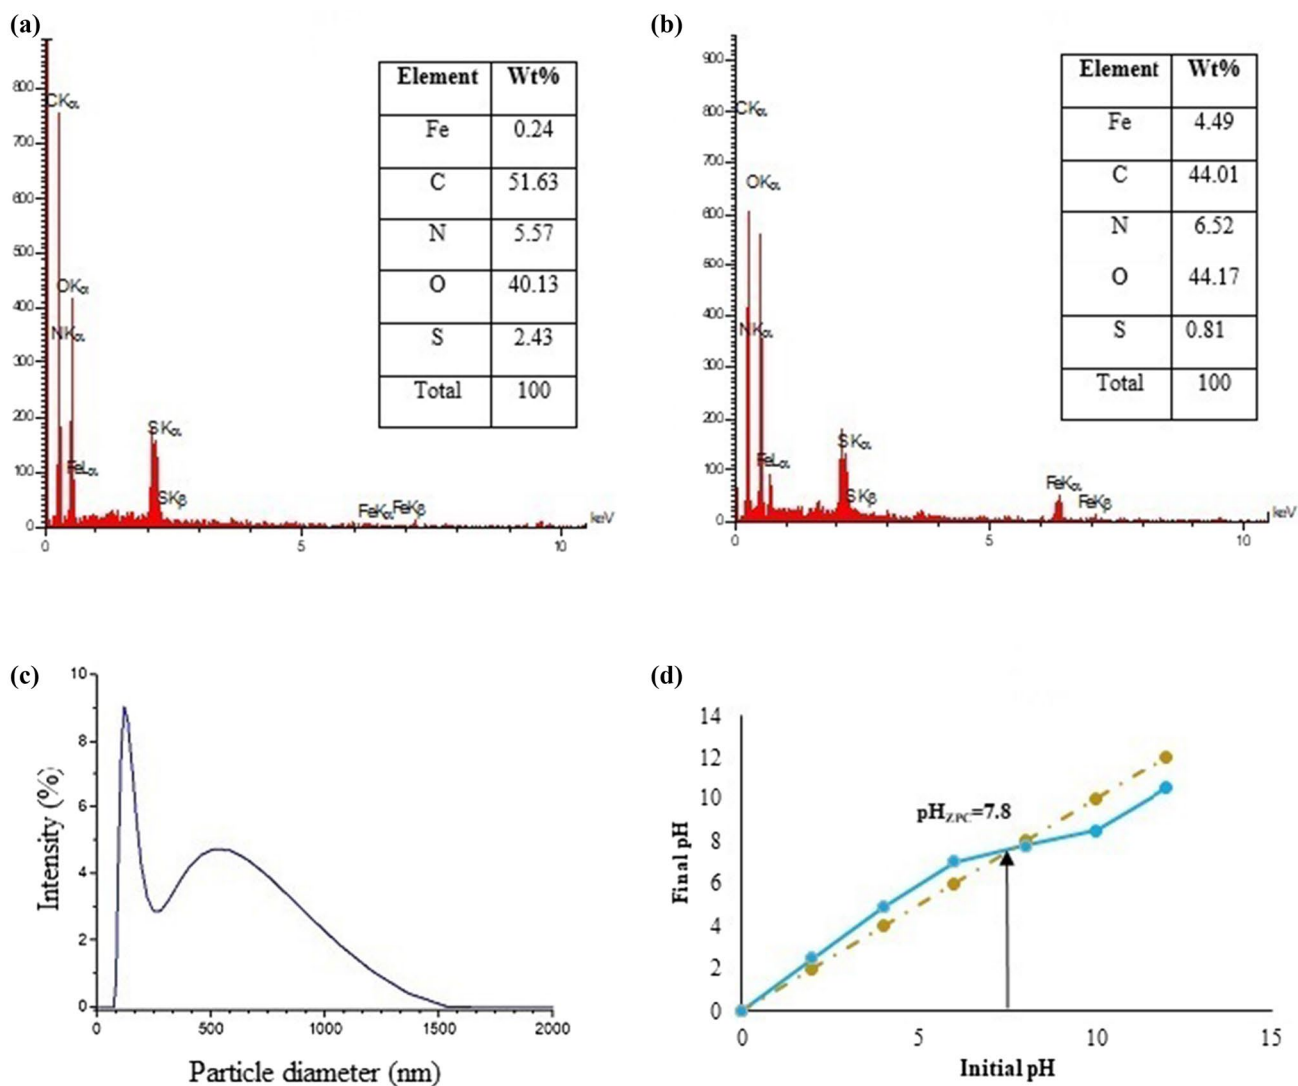 (a)
800
700
600
500
400
300
200
100
0
CKα
OKα
NKα
FeLα
SKα
SKβ
FeKα
FeKβ
keV
0
5
10
Element Wt%
Fe 0.24
C 51.63
N 5.57
O 40.13
S 2.43
Total 100
(b)
900
800
700
600
500
400
300
200
100
0
CKα
OKα
NKα
FeLα
SKα
SKβ
FeKα
FeKβ
keV
0
5
10
Element Wt%
Fe 4.49
C 44.01
N 6.52
O 44.17
S 0.81
Total 100
(c)
10
8
6
4
2
0
Intensity (%)
0 500 1000 1500 2000
Particle diameter (nm)
(d)
14
12
10
8
6
4
2
0
Final pH
pHZPC=7.8
0 5 10 15
Initial pH